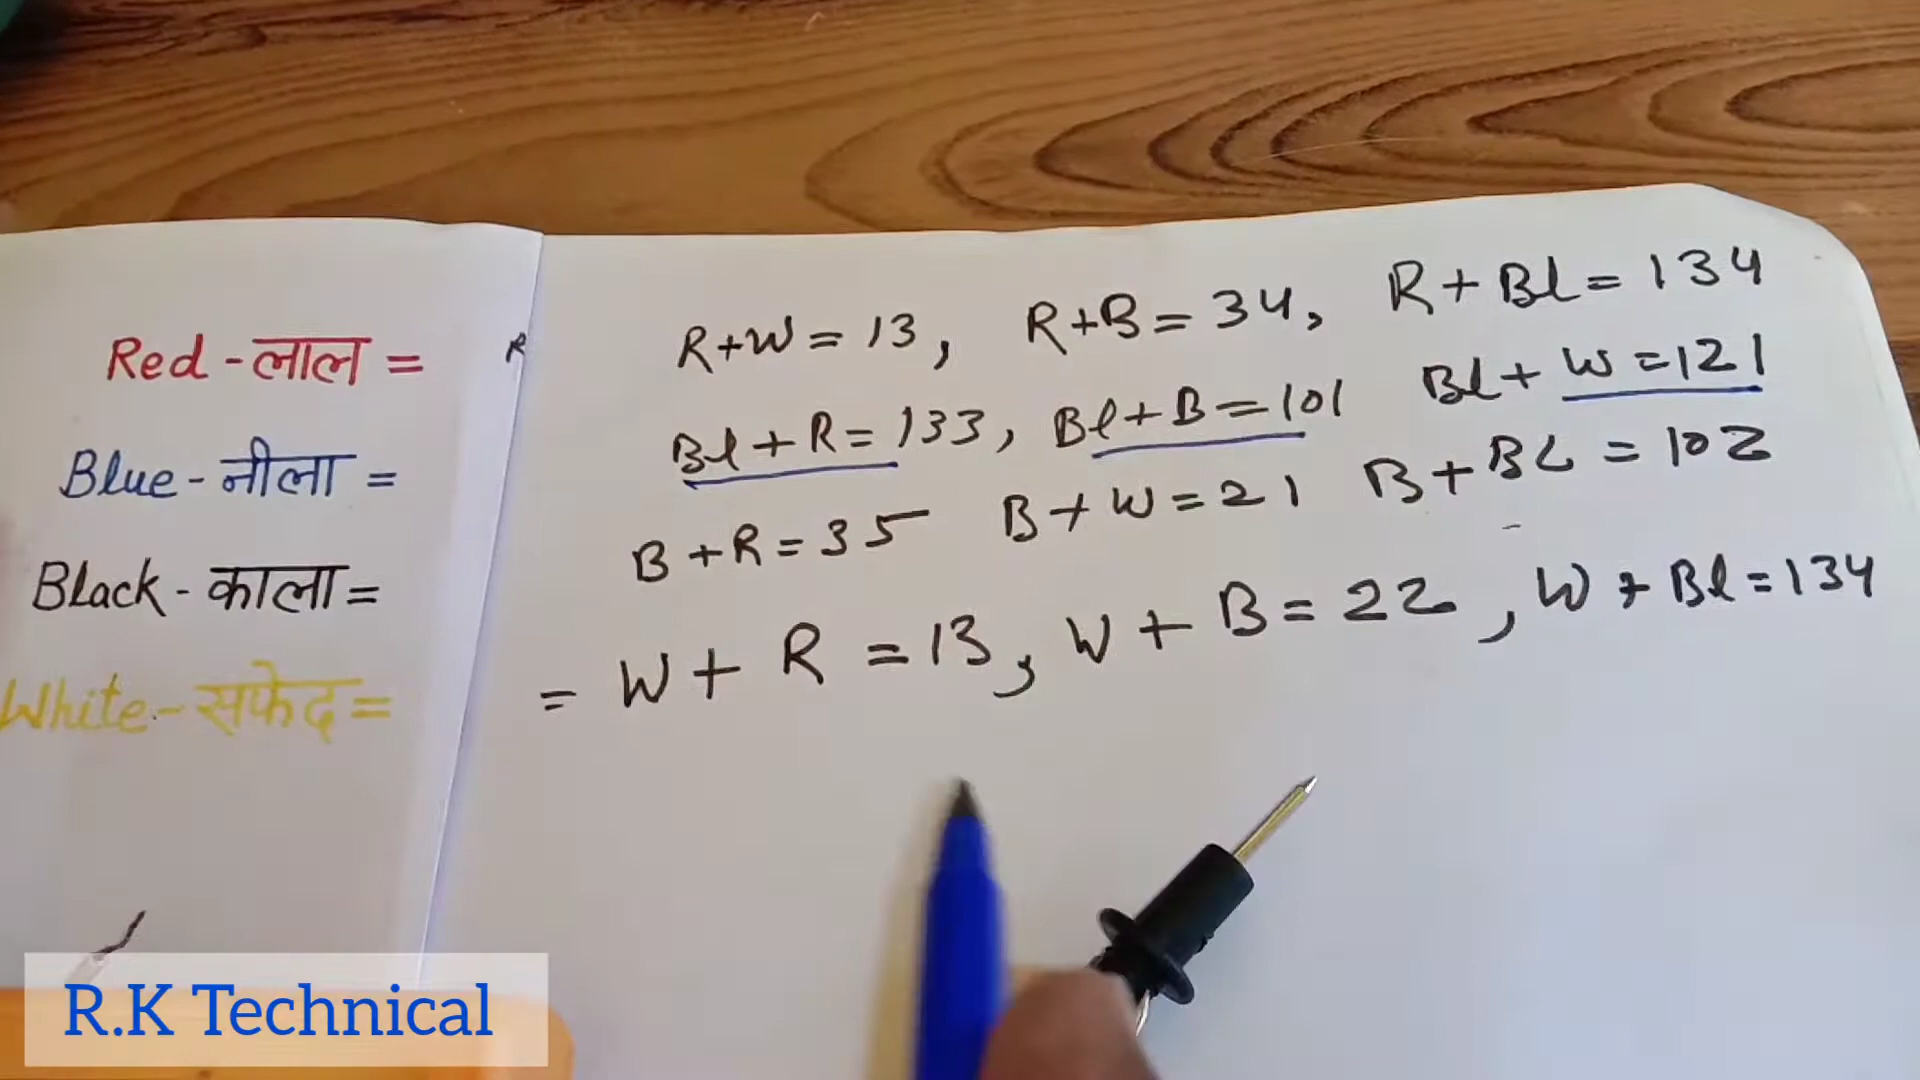 Red - लाल =
Blue - नीला =
Black - काला =
White - सफेद =
R
R+W = 13, R+B = 34, R+Bl = 134
Bl+R = 133, Bl+B = 101 Bl+W = 121
B+R = 35 B+W = 21 B+BL = 102
= W+R = 13, W+B = 22, W+Bl = 134
R.K Technical